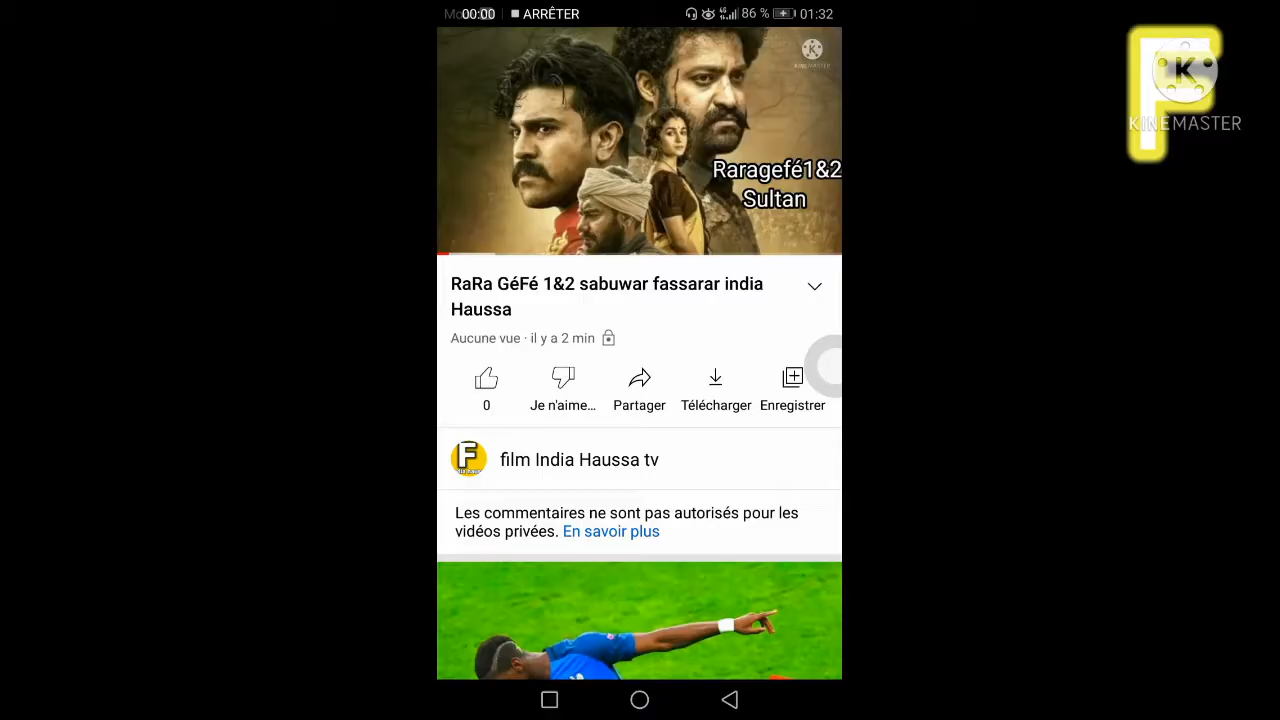 00:00 ARRÊTER 86 % 01:32
KINEMASTER
Raragefé1&2
Sultan
K
KINEMASTER
RaRa GéFé 1&2 sabuwar fassarar india
Haussa
Aucune vue · il y a 2 min
0 Je n'aime… Partager Télécharger Enregistrer
F
film India Haussa tv
Les commentaires ne sont pas autorisés pour les
vidéos privées. En savoir plus